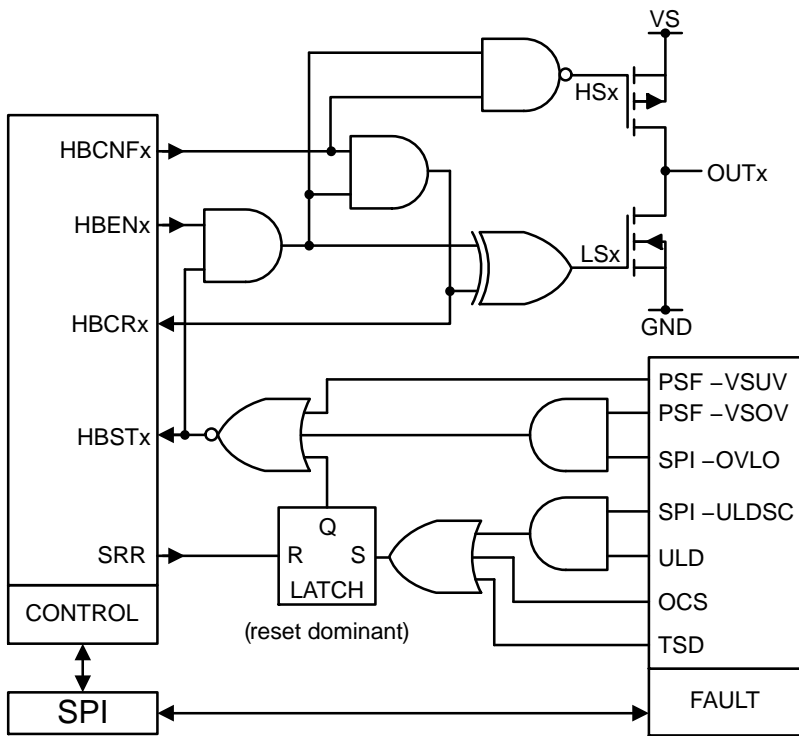 VS
HSx
HBCNFx
OUTx
HBENx
LSx
HBCRx
GND
PSF –VSUV
PSF –VSOV
HBSTx
SPI –OVLO
SPI –ULDSC
Q
SRR
R S
ULD
LATCH
OCS
CONTROL
(reset dominant)
TSD
FAULT
SPI